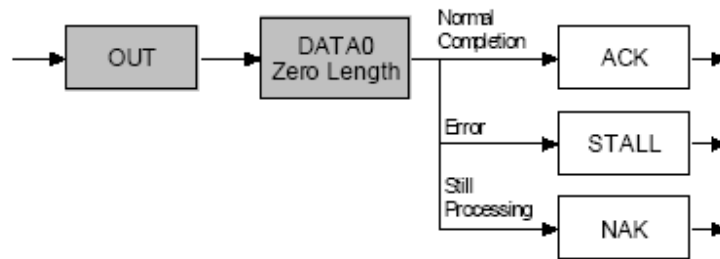 OUT
DATA0
Zero Length
Normal
Completion
ACK
Error
STALL
Still
Processing
NAK